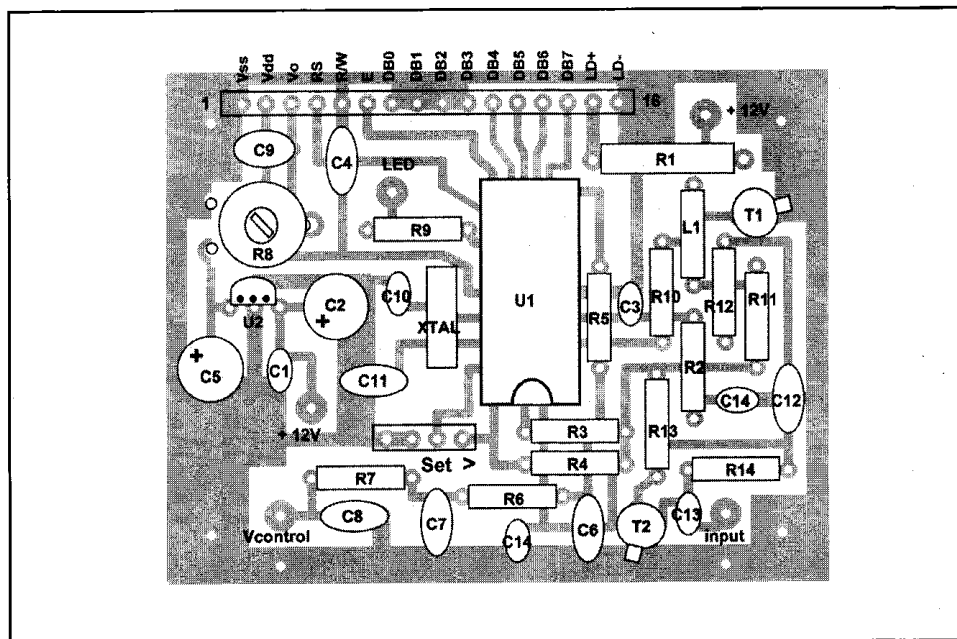 Vss Vdd Vo RS R/W E DB0 DB1 DB2 DB3 DB4 DB5 DB6 DB7 LD+ LD-
1 16
+ 12V
C9 C4 R1
LED
R8 R9 L1 T1
U1
C10 R5 C3 R10 R12 R11
U2 C2 XTAL
C5 C1 C11 R2
C14 C12
+ 12V R3 R13
Set > R4
R7 R6 R14
C8 C7 C14 C6 T2 C13
Vcontrol input